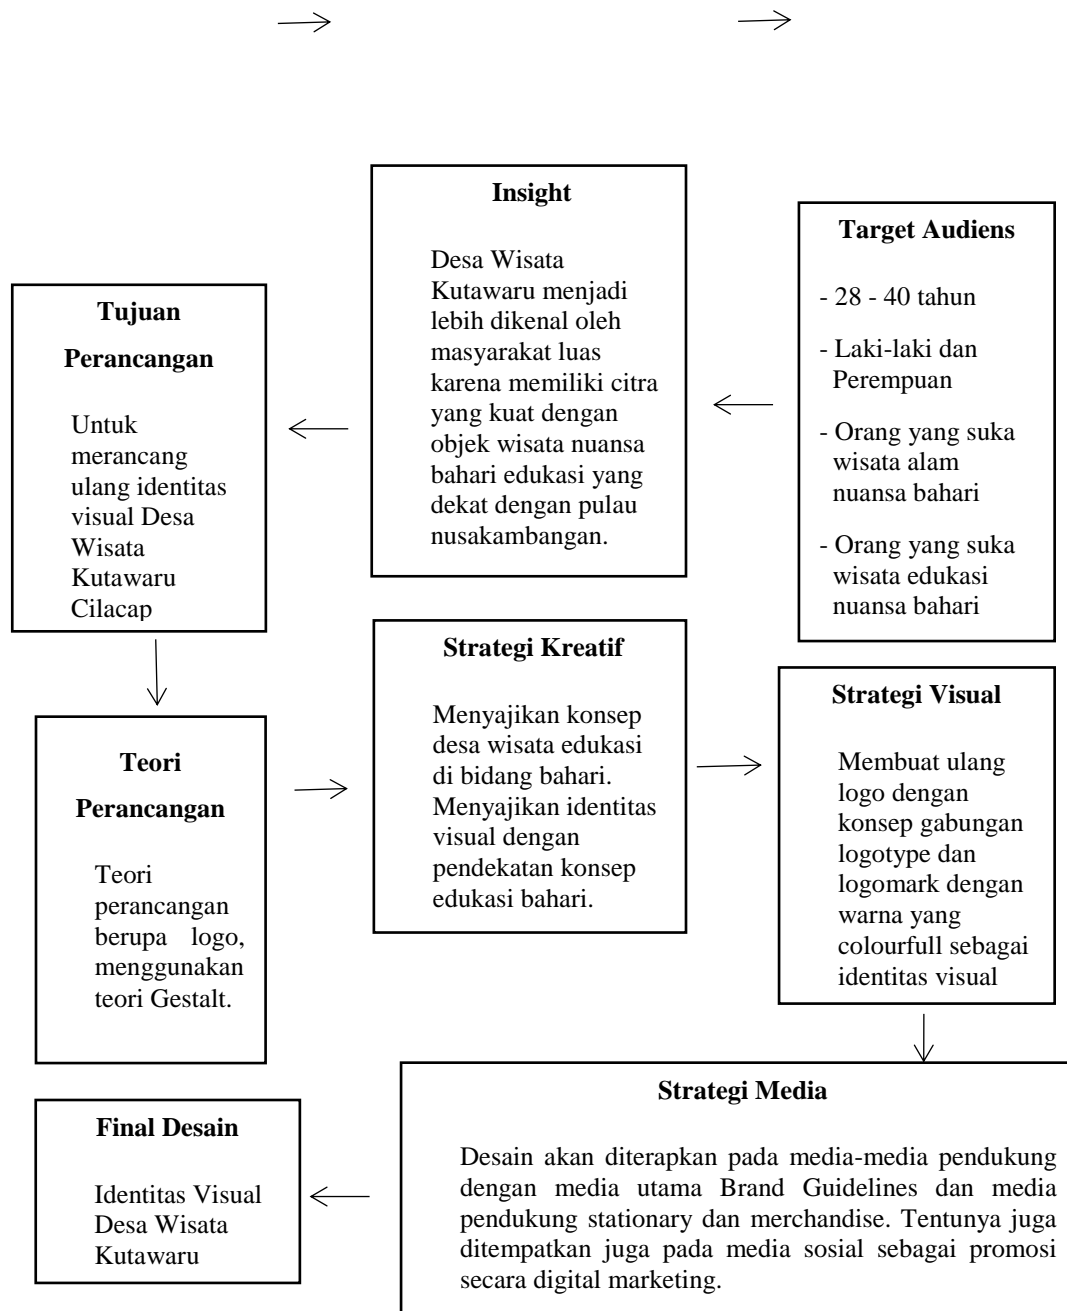 Insight
Desa Wisata
Kutawaru menjadi
lebih dikenal oleh
masyarakat luas
karena memiliki citra
yang kuat dengan
objek wisata nuansa
bahari edukasi yang
dekat dengan pulau
nusakambangan.
Target Audiens
- 28 - 40 tahun
- Laki-laki dan
Perempuan
- Orang yang suka
wisata alam
nuansa bahari
- Orang yang suka
wisata edukasi
nuansa bahari
Tujuan
Perancangan
Untuk
merancang
ulang identitas
visual Desa
Wisata
Kutawaru
Cilacap
Teori
Perancangan
Teori
perancangan
berupa logo,
menggunakan
teori Gestalt.
Strategi Kreatif
Menyajikan konsep
desa wisata edukasi
di bidang bahari.
Menyajikan identitas
visual dengan
pendekatan konsep
edukasi bahari.
Strategi Visual
Membuat ulang
logo dengan
konsep gabungan
logotype dan
logomark dengan
warna yang
colourfull sebagai
identitas visual
Strategi Media
Desain akan diterapkan pada media-media pendukung
dengan media utama Brand Guidelines dan media
pendukung stationary dan merchandise. Tentunya juga
ditempatkan juga pada media sosial sebagai promosi
secara digital marketing.
Final Desain
Identitas Visual
Desa Wisata
Kutawaru